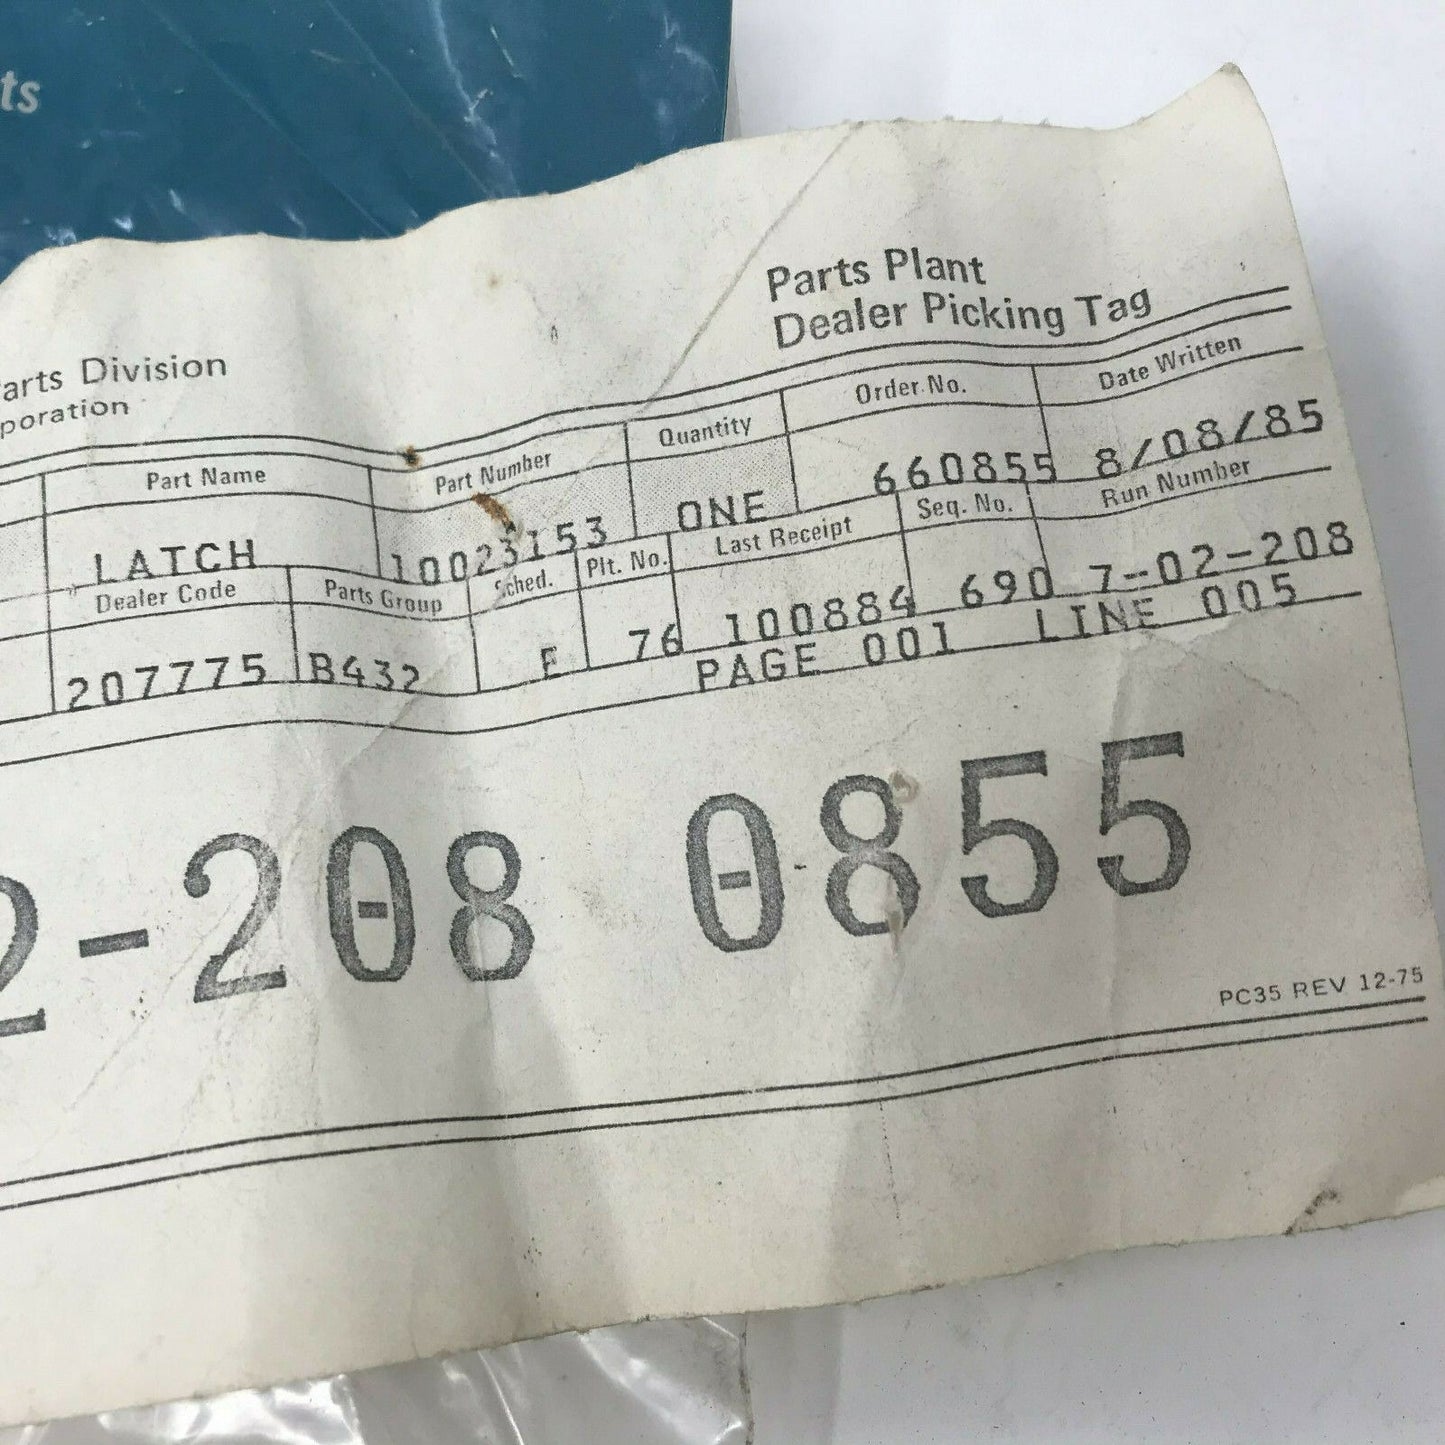 ts
Parts Plant
Dealer Picking Tag
arts Division
poration
Part Name Part Number Quantity Order No. Date Written
LATCH 10023153 ONE 660855 8/08/85
Dealer Code Parts Group Sched. Plt. No. Last Receipt Seq. No. Run Number
207775 B432 E 76 100884 690 7-02-208
PAGE 001 LINE 005
2-208 0855
PC35 REV 12-75